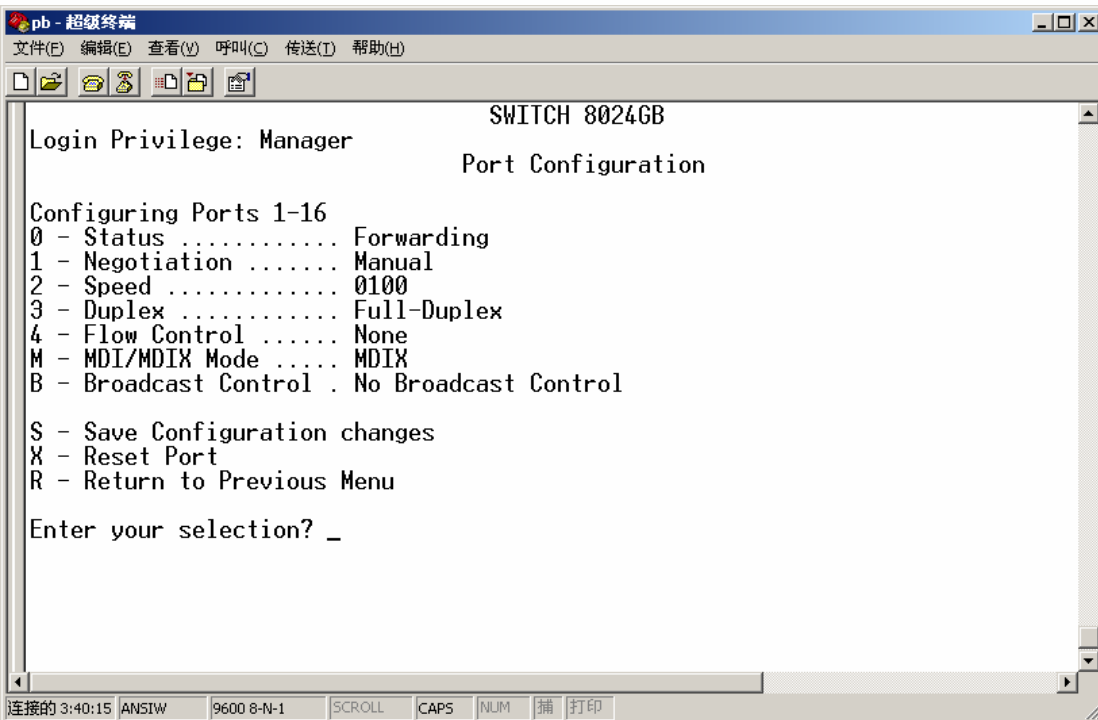 pb - 超级终端
文件(F) 编辑(E) 查看(V) 呼叫(C) 传送(T) 帮助(H)
SWITCH 8024GB
Login Privilege: Manager
Port Configuration
Configuring Ports 1-16
0 - Status ............ Forwarding
1 - Negotiation ....... Manual
2 - Speed ............. 0100
3 - Duplex ............ Full-Duplex
4 - Flow Control ...... None
M - MDI/MDIX Mode ..... MDIX
B - Broadcast Control . No Broadcast Control
S - Save Configuration changes
X - Reset Port
R - Return to Previous Menu
Enter your selection? _
连接的 3:40:15 ANSIW 9600 8-N-1 SCROLL CAPS NUM 捕 打印